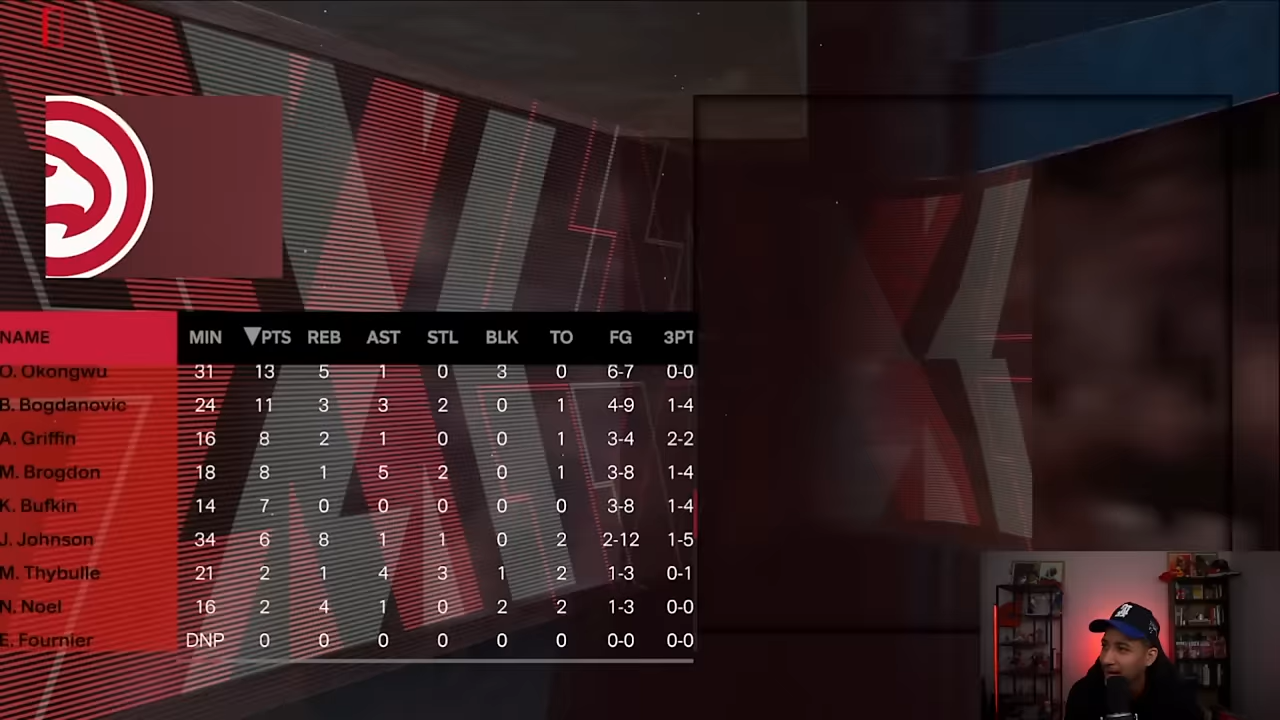 NAME MIN ▼PTS REB AST STL BLK TO FG 3PT
O. Okongwu 31 13 5 1 0 3 0 6-7 0-0
B. Bogdanovic 24 11 3 3 2 0 1 4-9 1-4
A. Griffin 16 8 2 1 0 0 1 3-4 2-2
M. Brogdon 18 8 1 5 2 0 1 3-8 1-4
K. Bufkin 14 7 0 0 0 0 0 3-8 1-4
J. Johnson 34 6 8 1 1 0 2 2-12 1-5
M. Thybulle 21 2 1 4 3 1 2 1-3 0-1
N. Noel 16 2 4 1 0 2 2 1-3 0-0
E. Fournier DNP 0 0 0 0 0 0 0-0 0-0